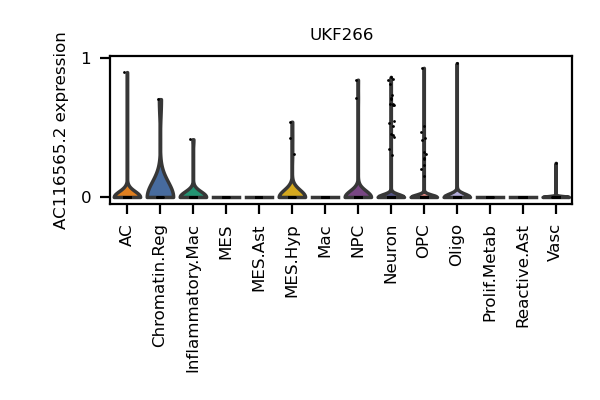 UKF266
AC116565.2 expression
1
0
AC
Chromatin.Reg
Inflammatory.Mac
MES
MES.Ast
MES.Hyp
Mac
NPC
Neuron
OPC
Oligo
Prolif.Metab
Reactive.Ast
Vasc